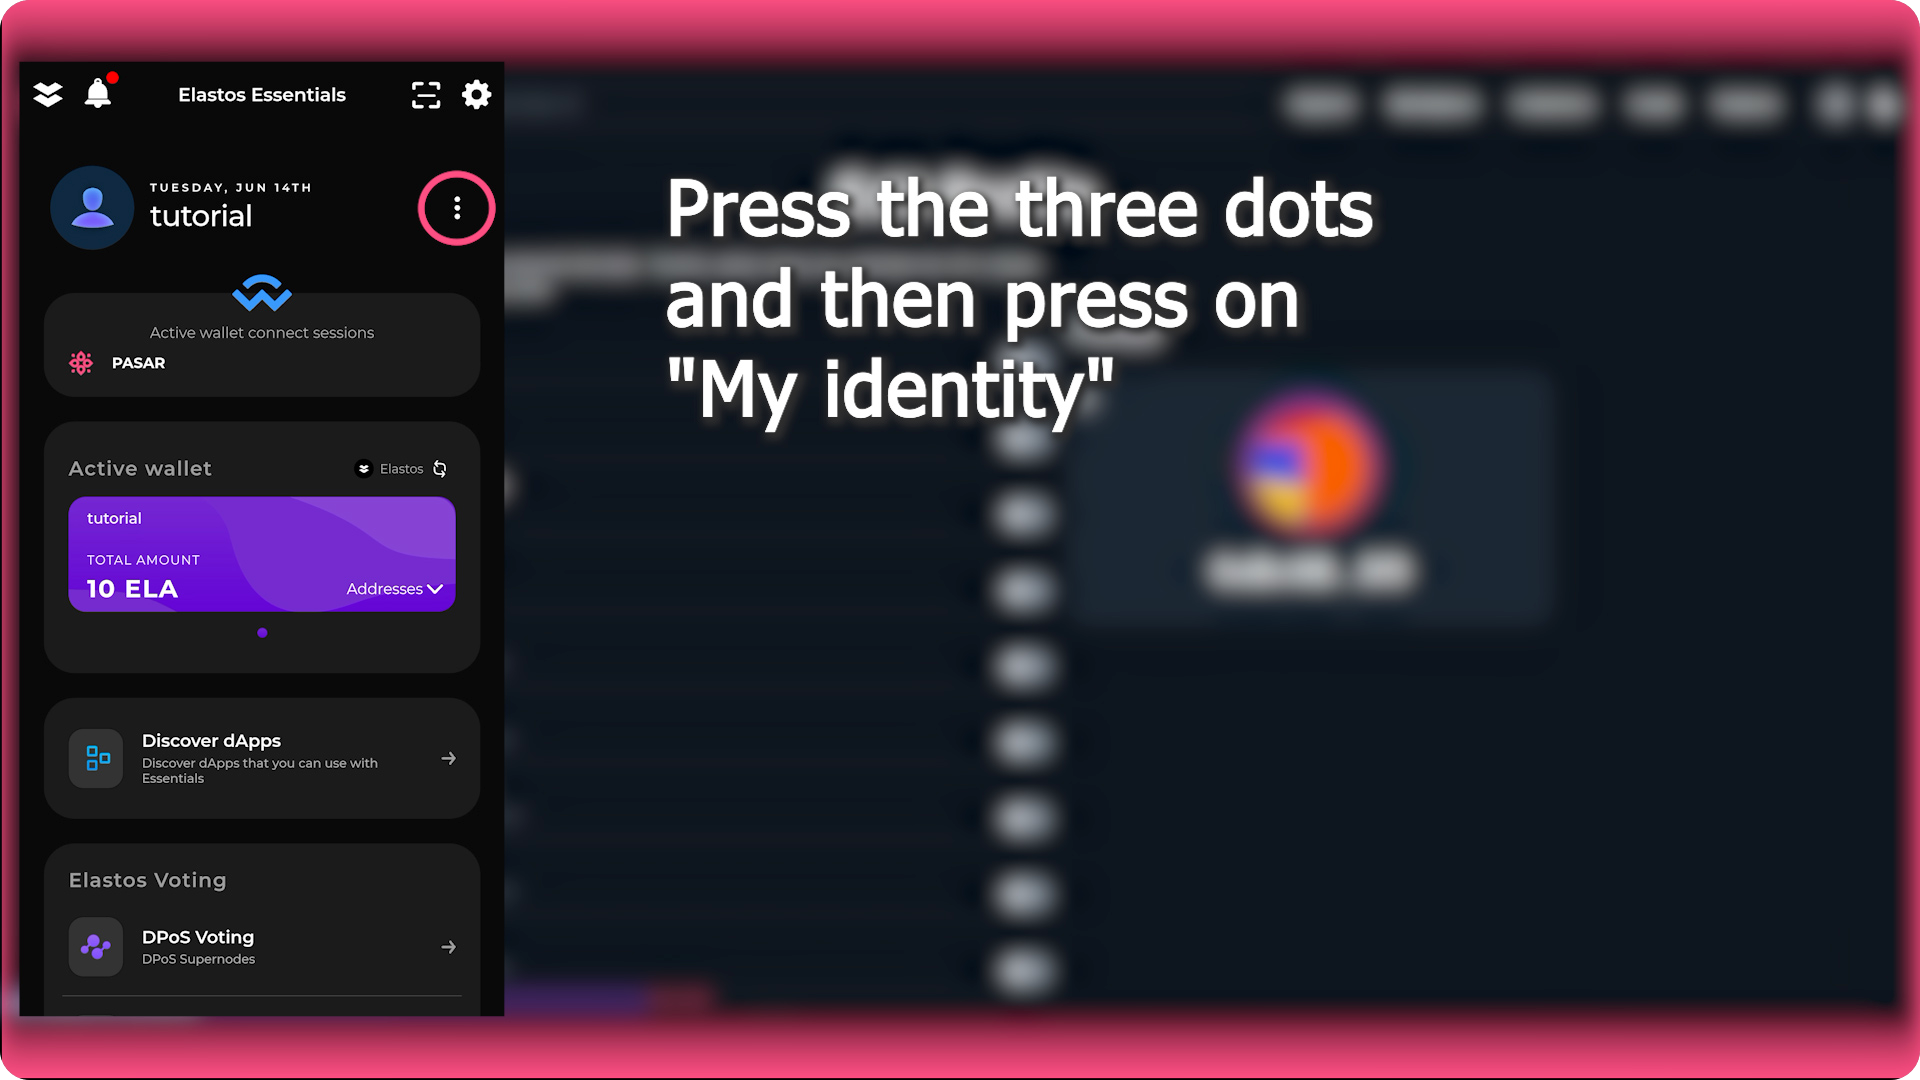 Elastos Essentials
TUESDAY, JUN 14TH
tutorial
Active wallet connect sessions
PASAR
Active wallet
Elastos
tutorial
TOTAL AMOUNT
10 ELA
Addresses
Discover dApps
Discover dApps that you can use with
Essentials
Elastos Voting
DPoS Voting
DPoS Supernodes
Press the three dots
and then press on
"My identity"